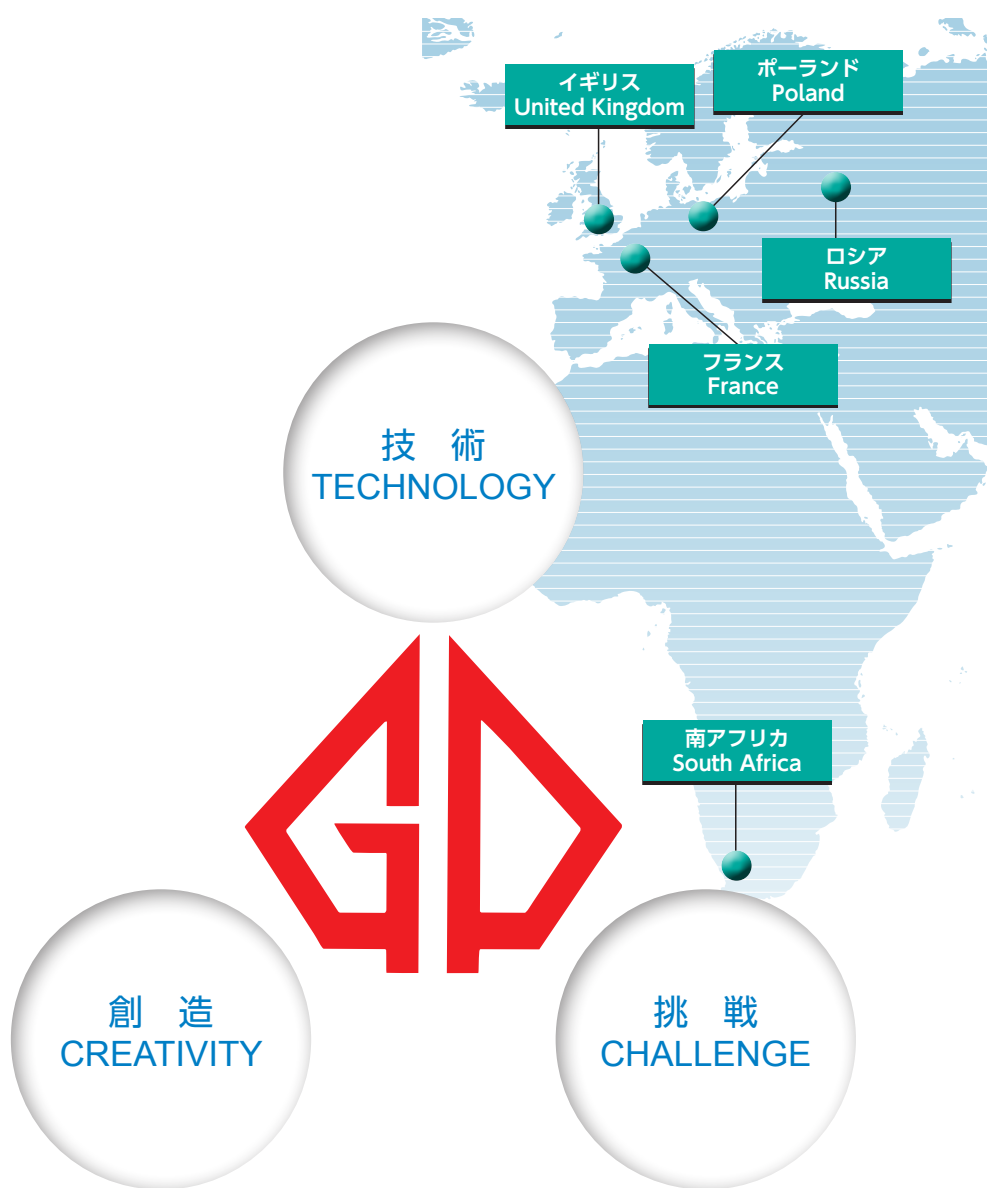 イギリス
United Kingdom
ポーランド
Poland
ロシア
Russia
フランス
France
技 術
TECHNOLOGY
南アフリカ
South Africa
創 造
CREATIVITY
挑 戦
CHALLENGE